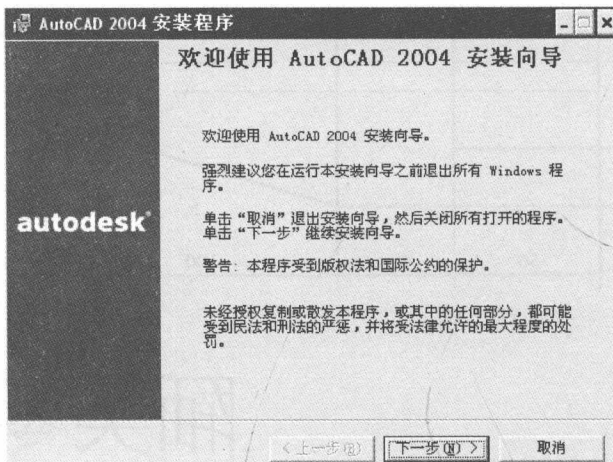 AutoCAD 2004 安装程序
欢迎使用 AutoCAD 2004 安装向导
欢迎使用 AutoCAD 2004 安装向导。
强烈建议您在运行本安装向导之前退出所有 Windows 程
序。
autodesk
单击“取消”退出安装向导，然后关闭所有打开的程序。
单击“下一步”继续安装向导。
警告: 本程序受到版权法和国际公约的保护。
未经授权复制或散发本程序，或其中的任何部分，都可能
受到民法和刑法的严惩，并将受法律允许的最大程度的处
罚。
<上一步(B) 下一步(N) > 取消